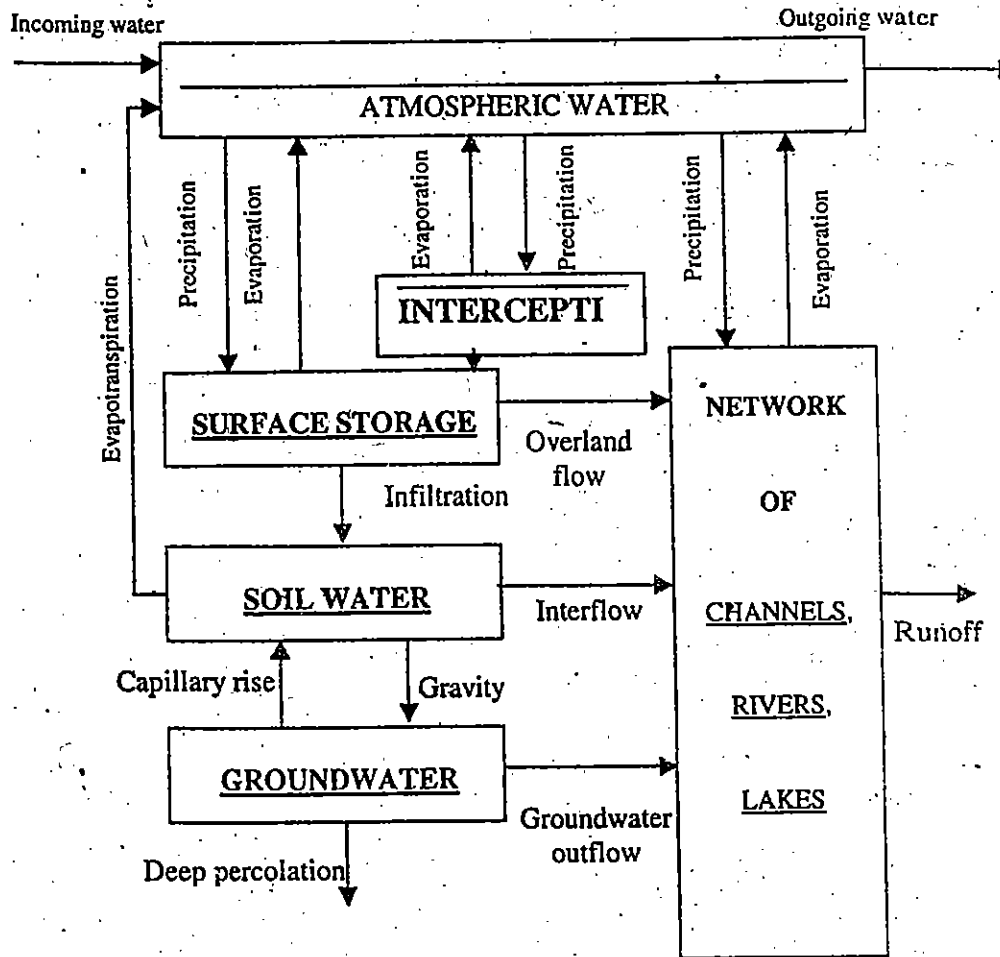 Incoming water
Outgoing water
ATMOSPHERIC WATER
Precipitation
Evaporation
Evaporation
Precipitation
Precipitation
Evaporation
Evapotranspiration
INTERCEPTI
SURFACE STORAGE
Overland
flow
Infiltration
SOIL WATER
Interflow
Capillary rise
Gravity
GROUNDWATER
Groundwater
outflow
Deep percolation
NETWORK
OF
CHANNELS,
RIVERS,
LAKES
Runoff